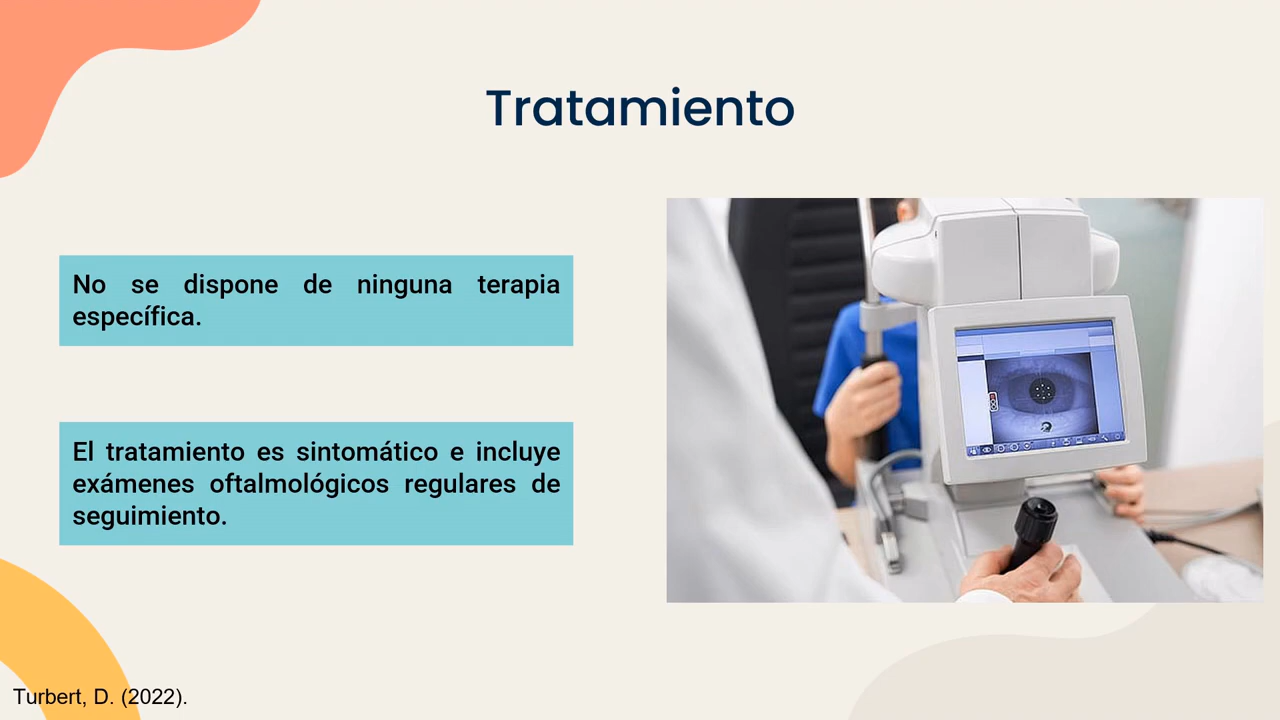 Tratamiento
No se dispone de ninguna terapia
específica.
El tratamiento es sintomático e incluye
exámenes oftalmológicos regulares de
seguimiento.
Turbert, D. (2022).